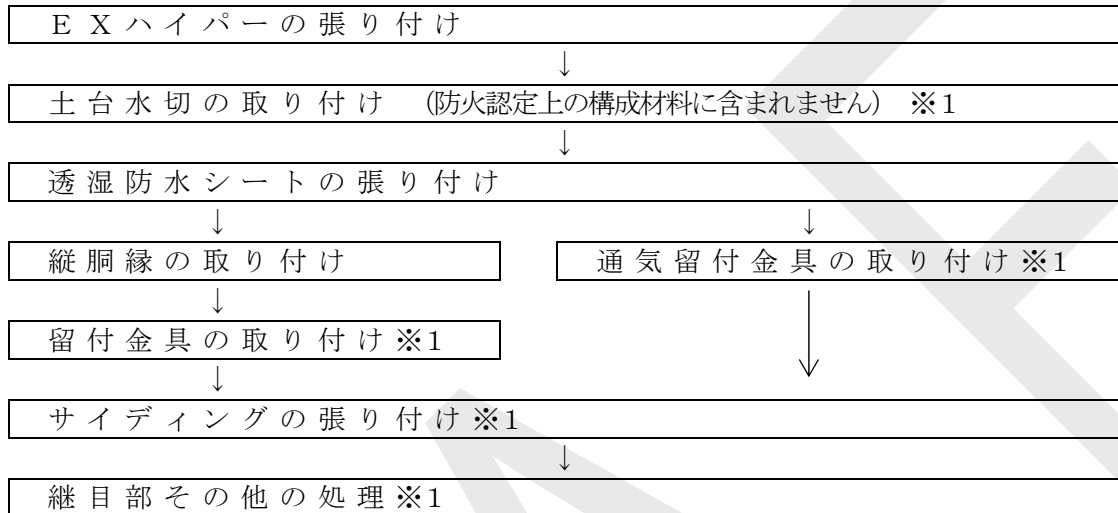 EXハイパーの張り付け
↓
土台水切の取り付け (防火認定上の構成材料に含まれません) ※1
↓
透湿防水シートの張り付け
↓ ↓
縦胴縁の取り付け 通気留付金具の取り付け※1
↓
留付金具の取り付け※1
↓ ↓
サイディングの張り付け※1
↓
継目部その他の処理※1